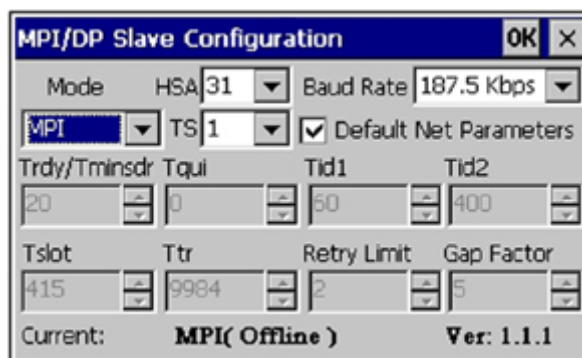 MPI/DP Slave Configuration OK ×
Mode HSA 31 Baud Rate 187.5 Kbps
MPI TS 1 Default Net Parameters
Trdy/Tminsdr Tqui Tid1 Tid2
20 0 60 400
Tslot Ttr Retry Limit Gap Factor
415 9984 2 5
Current: MPI( Offline ) Ver: 1.1.1